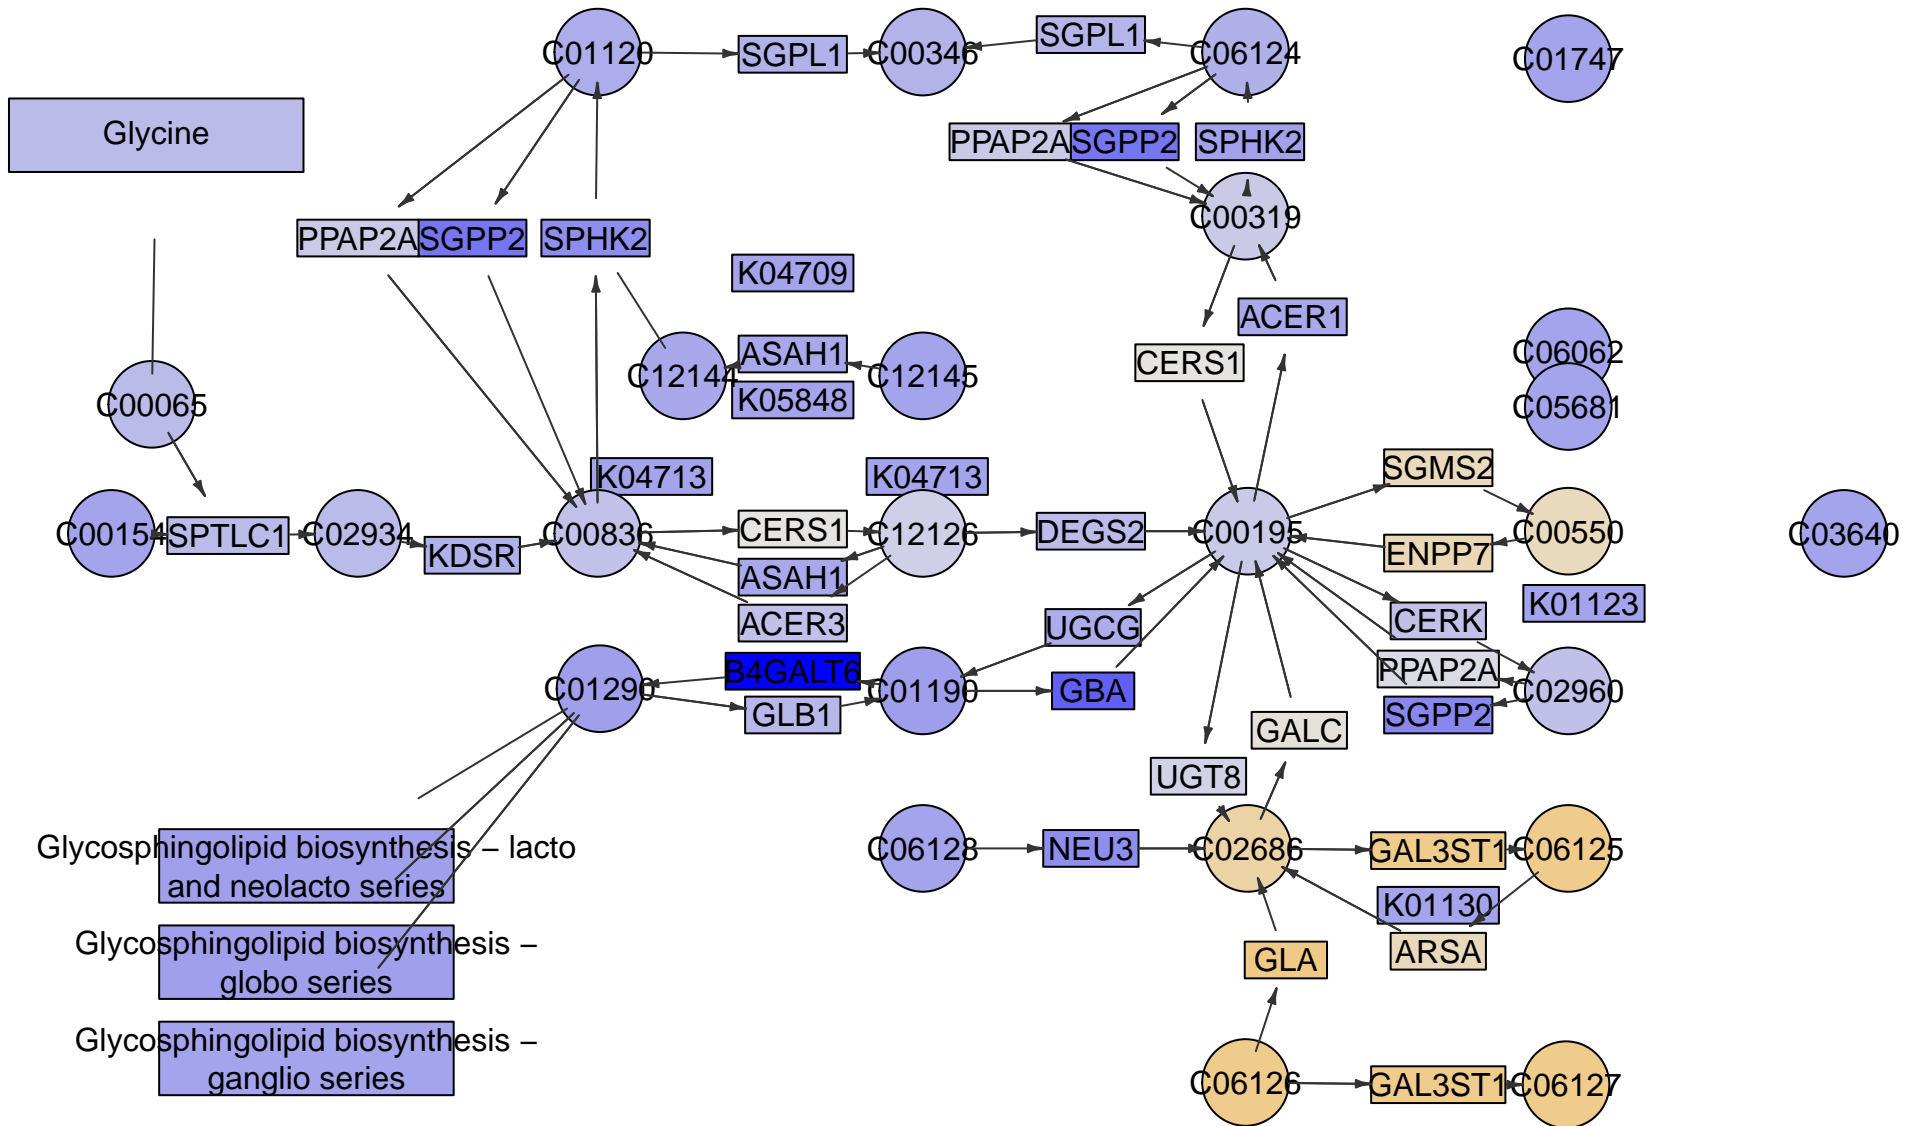 C01120
SGPL1
C00346
SGPL1
C06124
C01747
Glycine
PPAP2A
SGPP2
SPHK2
PPAP2A
SGPP2
SPHK2
C00319
K04709
ACER1
C00065
C12144
ASAH1
K05848
C12145
CERS1
C06062
C05681
K04713
K04713
SGMS2
C00154
SPTLC1
C02934
KDSR
C00836
CERS1
C12126
DEGS2
C00195
C00550
C03640
ENPP7
ASAH1
ACER3
UGCG
CERK
K01123
C01290
B4GALT6
GLB1
C01190
GBA
PPAP2A
SGPP2
C02960
GALC
UGT8
Glycosphingolipid biosynthesis – lacto
and neolacto series
C06128
NEU3
C02686
GAL3ST1
C06125
K01130
ARSA
Glycosphingolipid biosynthesis –
globo series
GLA
Glycosphingolipid biosynthesis –
ganglio series
C06126
GAL3ST1
C06127